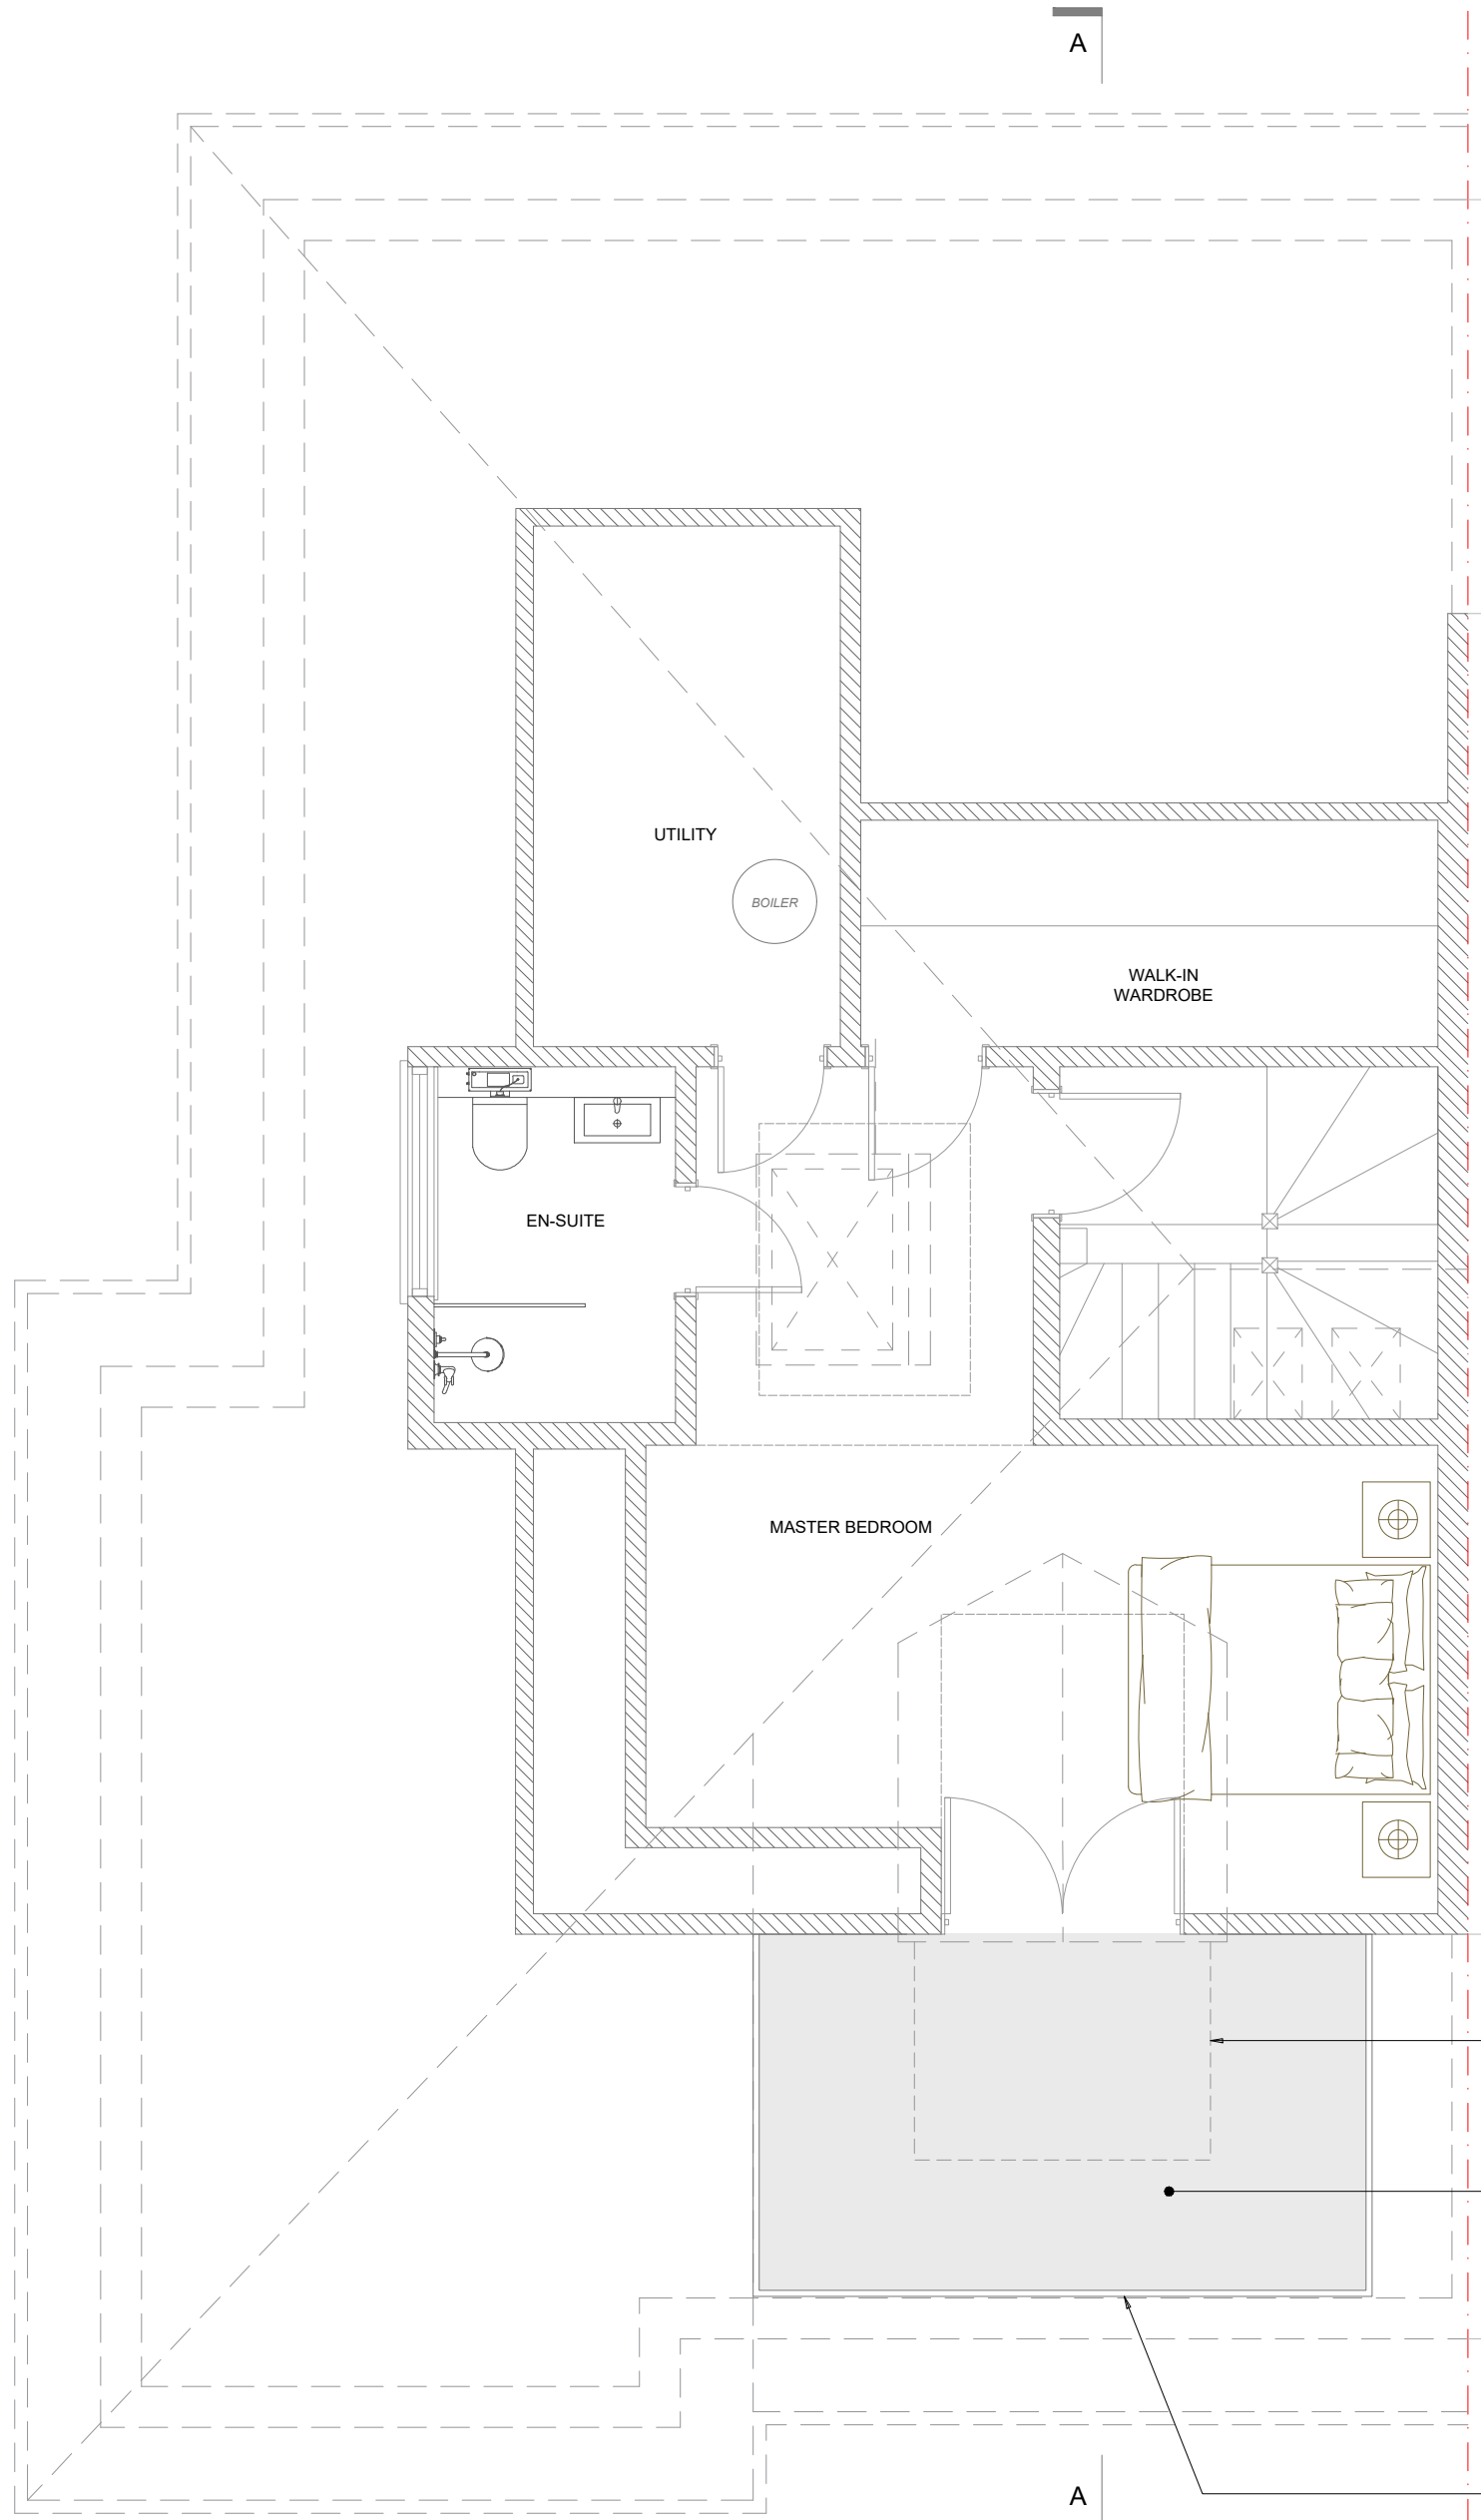 A
UTILITY
BOILER
WALK-IN
WARDROBE
EN-SUITE
MASTER BEDROOM
A